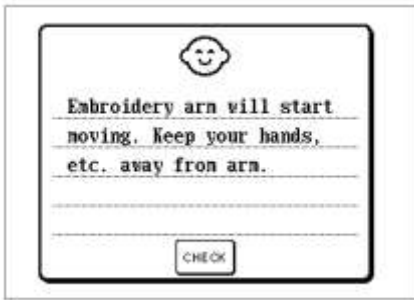 Embroidery arm will start
moving. Keep your hands,
etc. away from arm.
CHECK